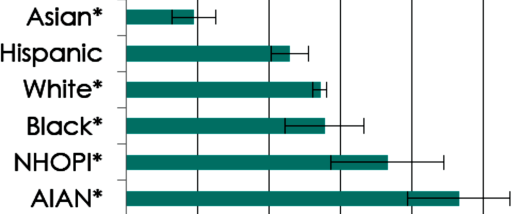 Asian*
Hispanic
White*
Black*
NHOPI*
AIAN*